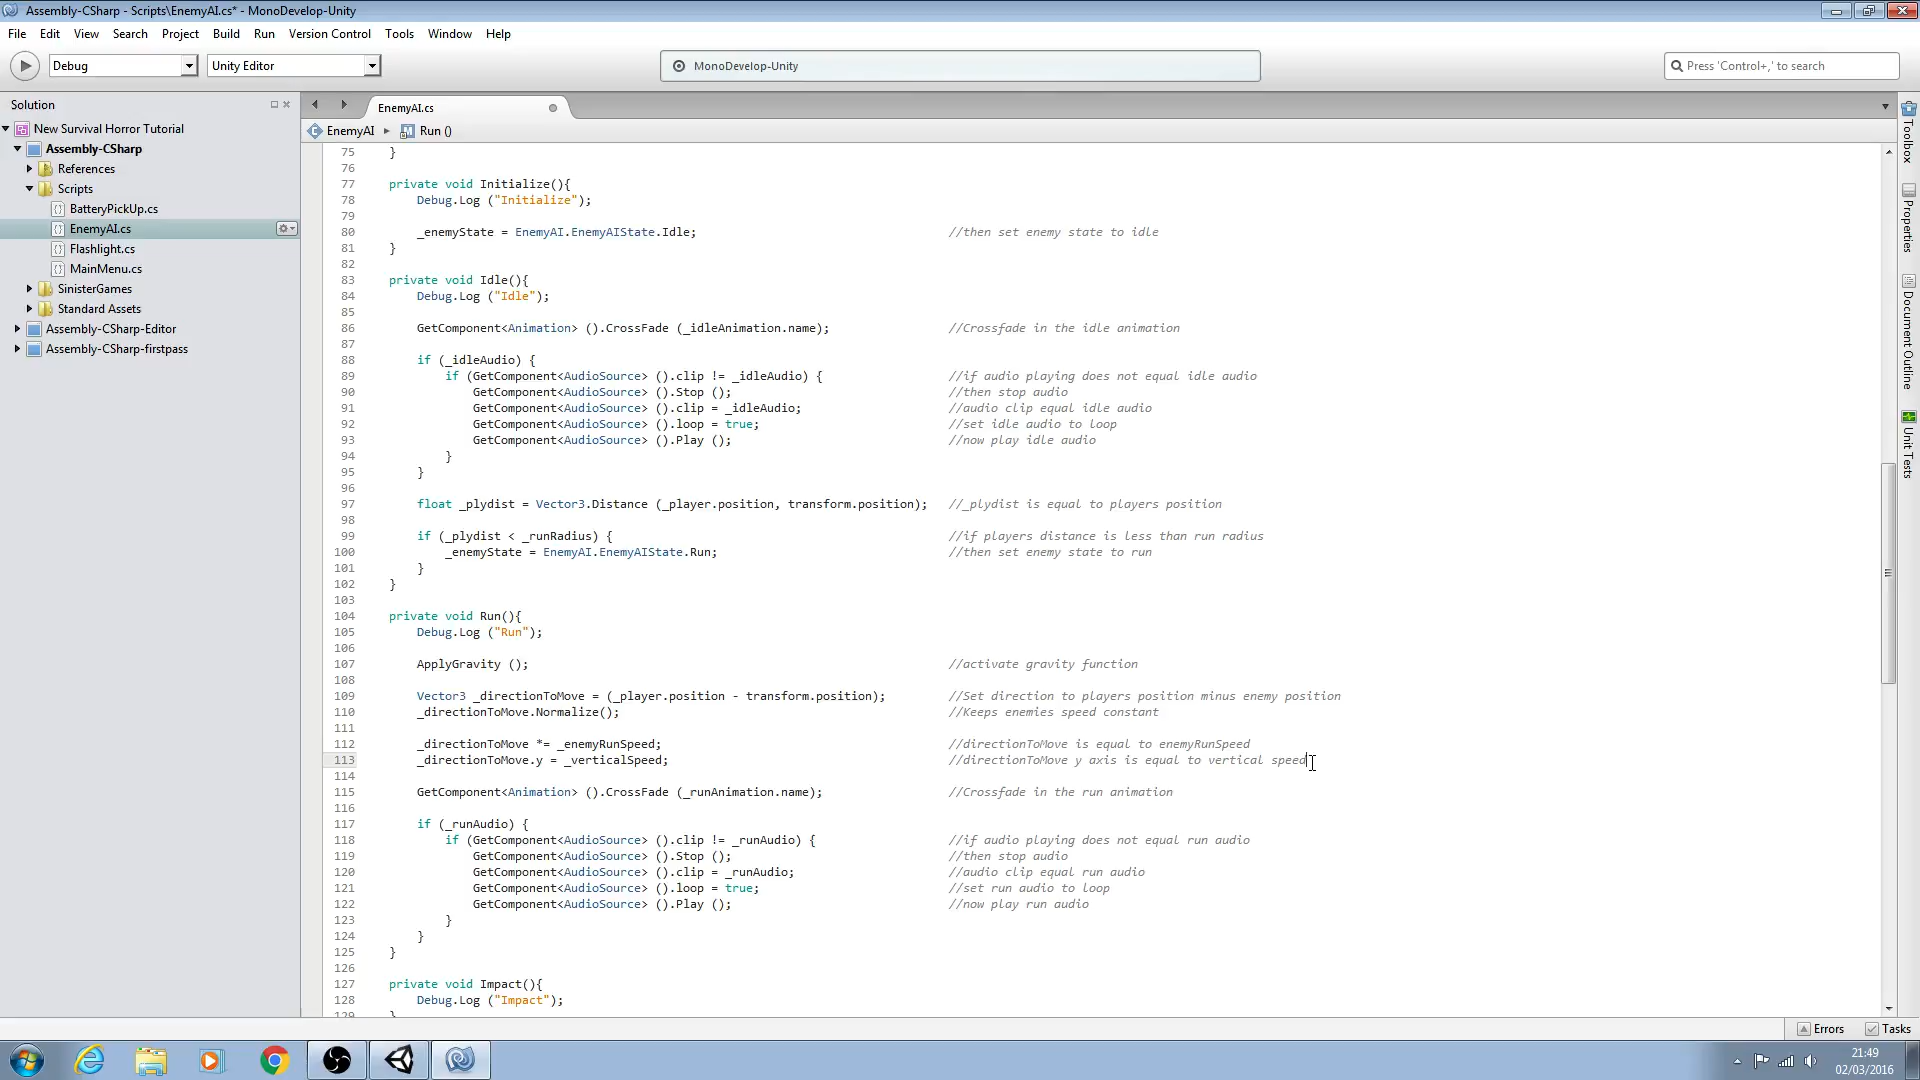 Assembly-CSharp - Scripts\EnemyAI.cs* - MonoDevelop-Unity
File Edit View Search Project Build Run Version Control Tools Window Help
Debug Unity Editor MonoDevelop-Unity Press 'Control+,' to search
Solution
New Survival Horror Tutorial
Assembly-CSharp
References
Scripts
BatteryPickUp.cs
EnemyAI.cs
Flashlight.cs
MainMenu.cs
SinisterGames
Standard Assets
Assembly-CSharp-Editor
Assembly-CSharp-firstpass
EnemyAI.cs
EnemyAI Run ()
75 }
76
77 private void Initialize(){
78 Debug.Log ("Initialize");
79
80 _enemyState = EnemyAI.EnemyAIState.Idle; //then set enemy state to idle
81 }
82
83 private void Idle(){
84 Debug.Log ("Idle");
85
86 GetComponent<Animation> ().CrossFade (_idleAnimation.name); //Crossfade in the idle animation
87
88 if (_idleAudio) {
89 if (GetComponent<AudioSource> ().clip != _idleAudio) { //if audio playing does not equal idle audio
90 GetComponent<AudioSource> ().Stop (); //then stop audio
91 GetComponent<AudioSource> ().clip = _idleAudio; //audio clip equal idle audio
92 GetComponent<AudioSource> ().loop = true; //set idle audio to loop
93 GetComponent<AudioSource> ().Play (); //now play idle audio
94 }
95 }
96
97 float _plydist = Vector3.Distance (_player.position, transform.position); //_plydist is equal to players position
98
99 if (_plydist < _runRadius) { //if players distance is less than run radius
100 _enemyState = EnemyAI.EnemyAIState.Run; //then set enemy state to run
101 }
102 }
103
104 private void Run(){
105 Debug.Log ("Run");
106
107 ApplyGravity (); //activate gravity function
108
109 Vector3 _directionToMove = (_player.position - transform.position); //Set direction to players position minus enemy position
110 _directionToMove.Normalize(); //Keeps enemies speed constant
111
112 _directionToMove *= _enemyRunSpeed; //directionToMove is equal to enemyRunSpeed
113 _directionToMove.y = _verticalSpeed; //directionToMove y axis is equal to vertical speed
114
115 GetComponent<Animation> ().CrossFade (_runAnimation.name); //Crossfade in the run animation
116
117 if (_runAudio) {
118 if (GetComponent<AudioSource> ().clip != _runAudio) { //if audio playing does not equal run audio
119 GetComponent<AudioSource> ().Stop (); //then stop audio
120 GetComponent<AudioSource> ().clip = _runAudio; //audio clip equal run audio
121 GetComponent<AudioSource> ().loop = true; //set run audio to loop
122 GetComponent<AudioSource> ().Play (); //now play run audio
123 }
124 }
125 }
126
127 private void Impact(){
128 Debug.Log ("Impact");
129 }
Toolbox
Properties
Document Outline
Unit Tests
Errors Tasks
21:49
02/03/2016